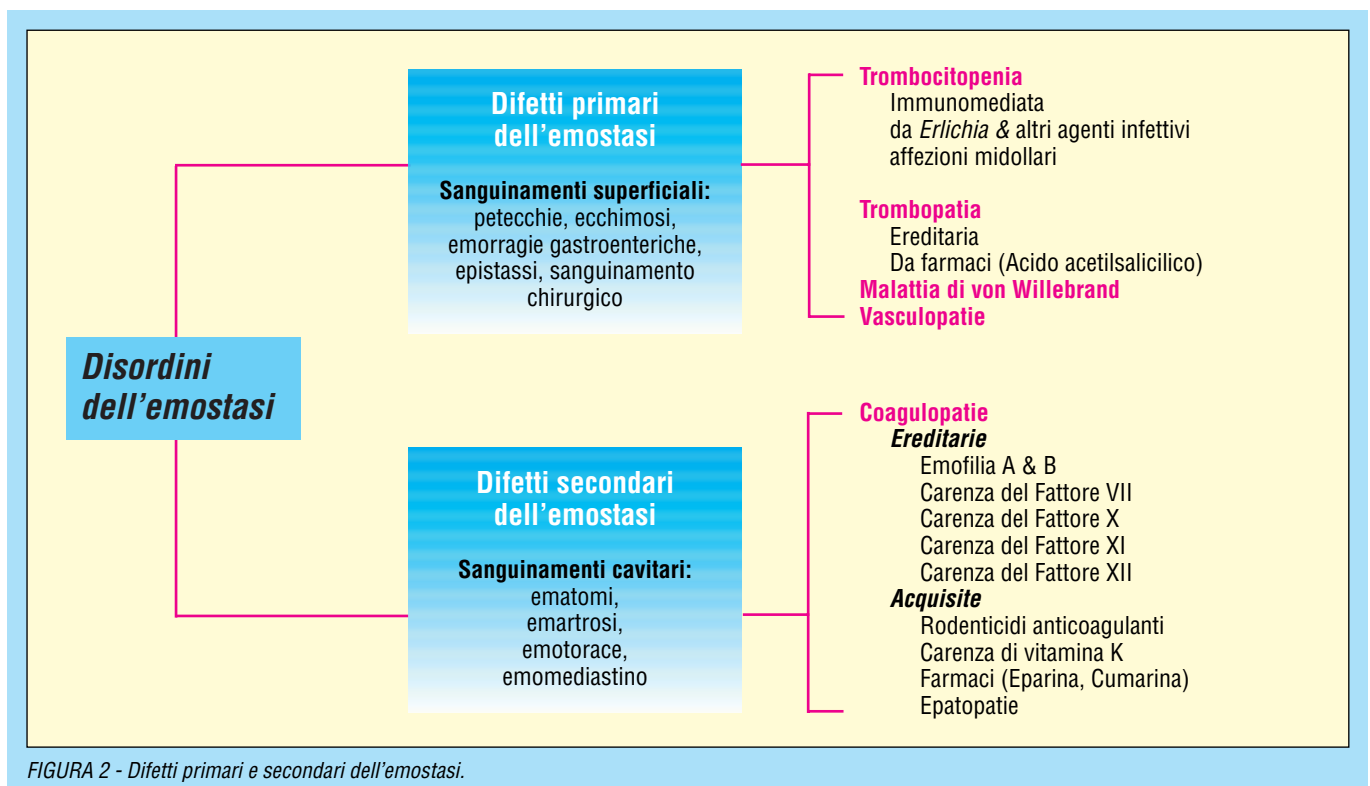 Disordini
dell'emostasi
Difetti primari
dell'emostasi
Sanguinamenti superficiali:
petecchie, ecchimosi,
emorragie gastroenteriche,
epistassi, sanguinamento
chirurgico
Trombocitopenia
Immunomediata
da Erlichia & altri agenti infettivi
affezioni midollari
Trombopatia
Ereditaria
Da farmaci (Acido acetilsalicilico)
Malattia di von Willebrand
Vasculopatie
Difetti secondari
dell'emostasi
Sanguinamenti cavitari:
ematomi,
emartrosi,
emotorace,
emomediastino
Coagulopatie
Ereditarie
Emofilia A & B
Carenza del Fattore VII
Carenza del Fattore X
Carenza del Fattore XI
Carenza del Fattore XII
Acquisite
Rodenticidi anticoagulanti
Carenza di vitamina K
Farmaci (Eparina, Cumarina)
Epatopatie
FIGURA 2 - Difetti primari e secondari dell'emostasi.